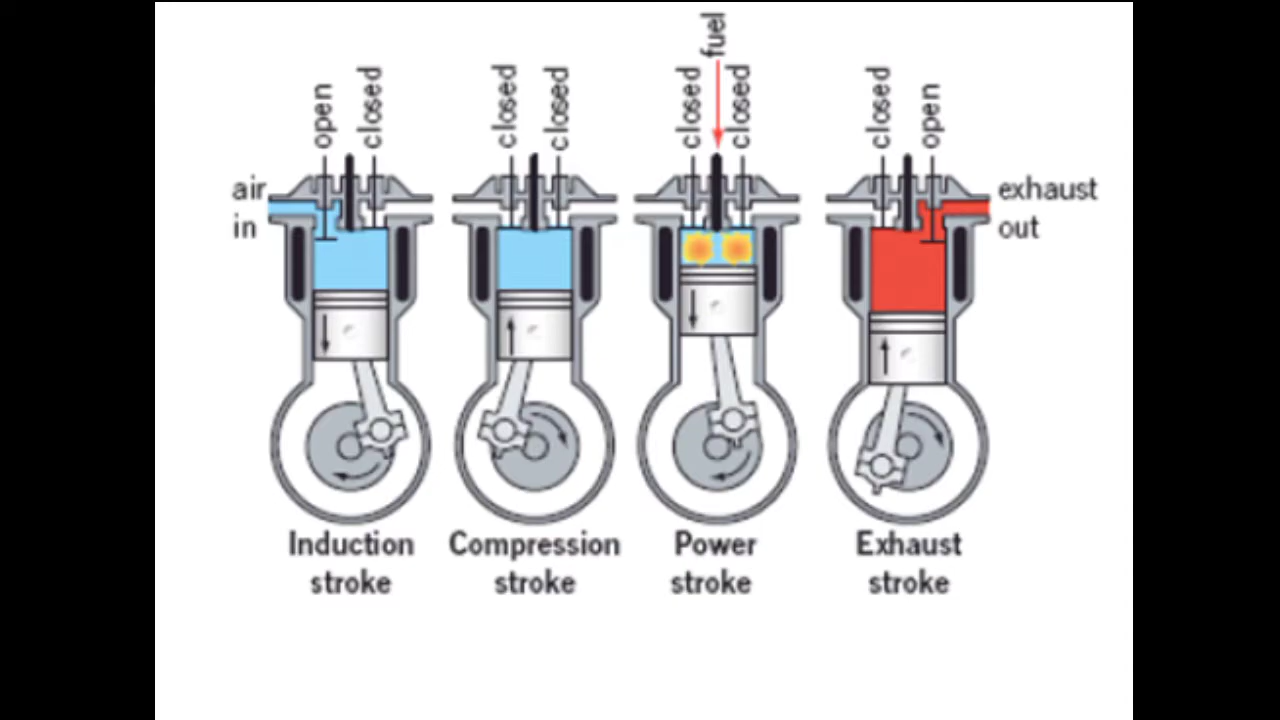 fuel
open
closed
closed
closed
closed
closed
closed
open
air
in
exhaust
out
Induction
stroke
Compression
stroke
Power
stroke
Exhaust
stroke